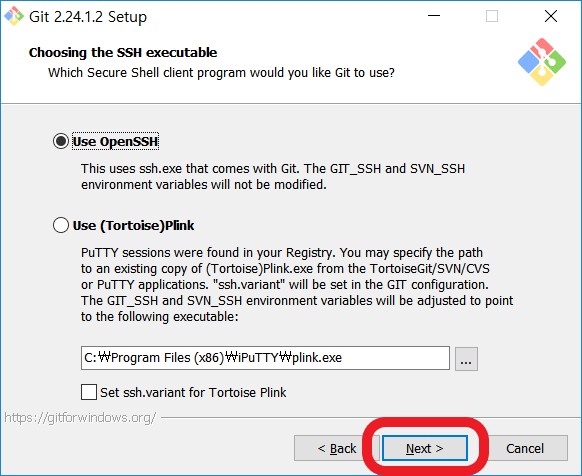 Git 2.24.1.2 Setup
Choosing the SSH executable
Which Secure Shell client program would you like Git to use?
Use OpenSSH
This uses ssh.exe that comes with Git. The GIT_SSH and SVN_SSH
environment variables will not be modified.
Use (Tortoise)Plink
PuTTY sessions were found in your Registry. You may specify the path
to an existing copy of (Tortoise)Plink.exe from the TortoiseGit/SVN/CVS
or PuTTY applications. "ssh.variant" will be set in the GIT configuration.
The GIT_SSH and SVN_SSH environment variables will be adjusted to point
to the following executable:
C:₩Program Files (x86)₩iPuTTY₩plink.exe
...
Set ssh.variant for Tortoise Plink
https://gitforwindows.org/
< Back
Next >
Cancel